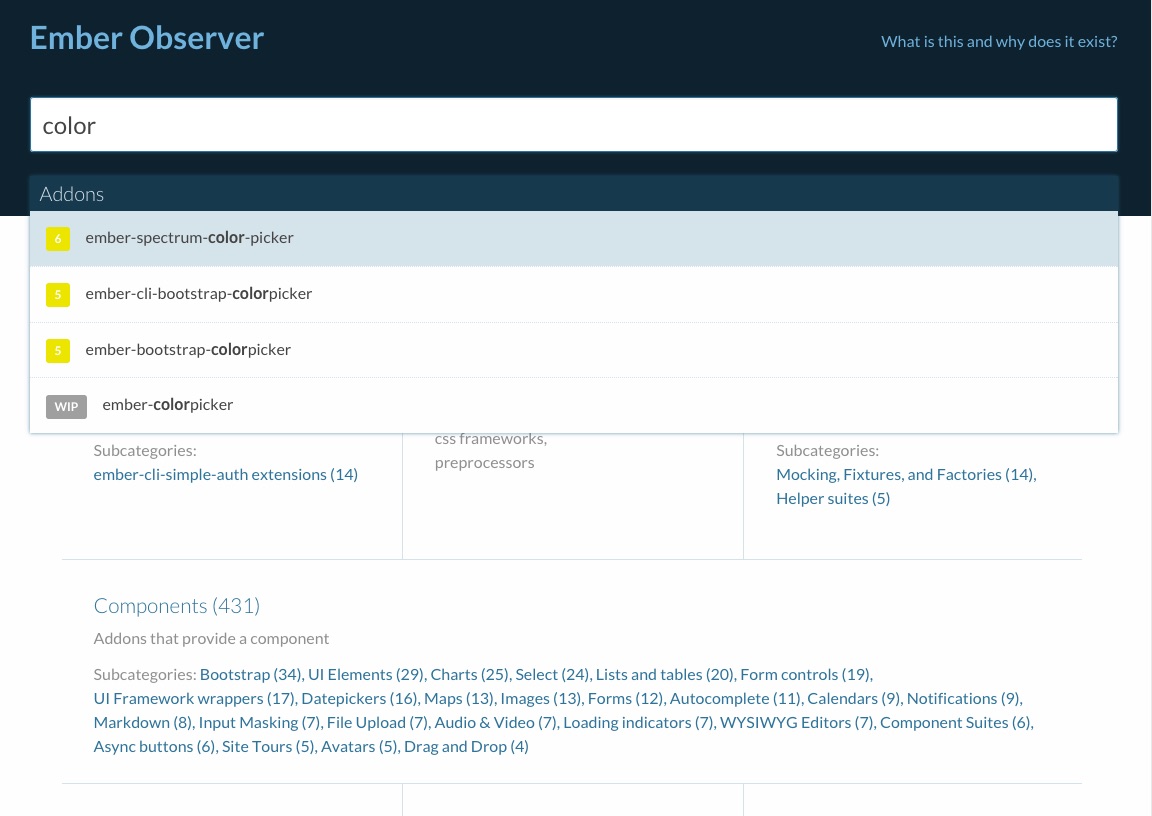 Ember Observer
What is this and why does it exist?
color
Addons
6 ember-spectrum-color-picker
5 ember-cli-bootstrap-colorpicker
5 ember-bootstrap-colorpicker
WIP ember-colorpicker
Subcategories:
ember-cli-simple-auth extensions (14)
css frameworks,
preprocessors
Subcategories:
Mocking, Fixtures, and Factories (14),
Helper suites (5)
Components (431)
Addons that provide a component
Subcategories: Bootstrap (34), UI Elements (29), Charts (25), Select (24), Lists and tables (20), Form controls (19),
UI Framework wrappers (17), Datepickers (16), Maps (13), Images (13), Forms (12), Autocomplete (11), Calendars (9), Notifications (9),
Markdown (8), Input Masking (7), File Upload (7), Audio & Video (7), Loading indicators (7), WYSIWYG Editors (7), Component Suites (6),
Async buttons (6), Site Tours (5), Avatars (5), Drag and Drop (4)